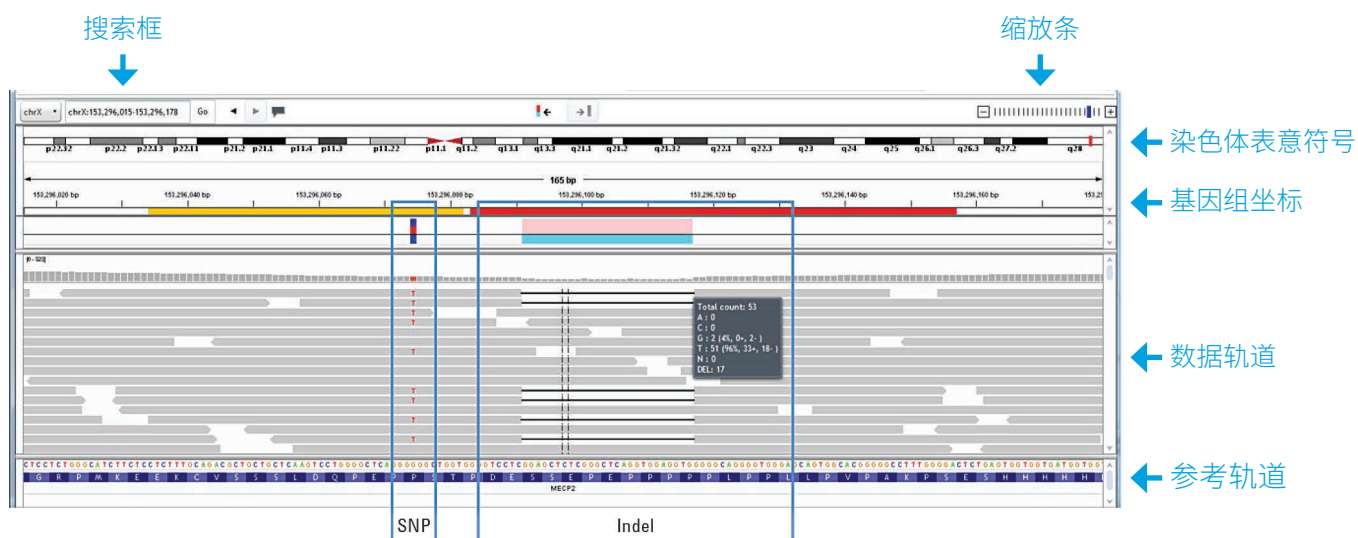 搜索框
缩放条
chrX
chrX:153,296,015-153,296,178
Go
染色体表意符号
p22.32 p22.2 p22.13 p22.11 p21.2 p21.1 p11.4 p11.3 p11.22 p11.1 q11.2 q13.1 q13.3 q21.1 q21.2 q21.32 q22.1 q22.3 q23 q24 q25 q26.1 q26.3 q27.2 q28
165 bp
153,296,020 bp 153,296,040 bp 153,296,060 bp 153,296,080 bp 153,296,100 bp 153,296,120 bp 153,296,140 bp 153,296,160 bp 153,29
基因组坐标
[0 - 522]
T
T
T
T
T
T
T
T
T
Total count: 53
A : 0
C : 0
G : 2 (4%, 0+, 2- )
T : 51 (96%, 33+, 18- )
N : 0
DEL: 17
数据轨道
G R P M K E E K C V S S S L D Q P E P P S T P D E S S E P E P P P P P L P P L L P V P A K P S E S H H H H H
MECP2
参考轨道
SNP
Indel